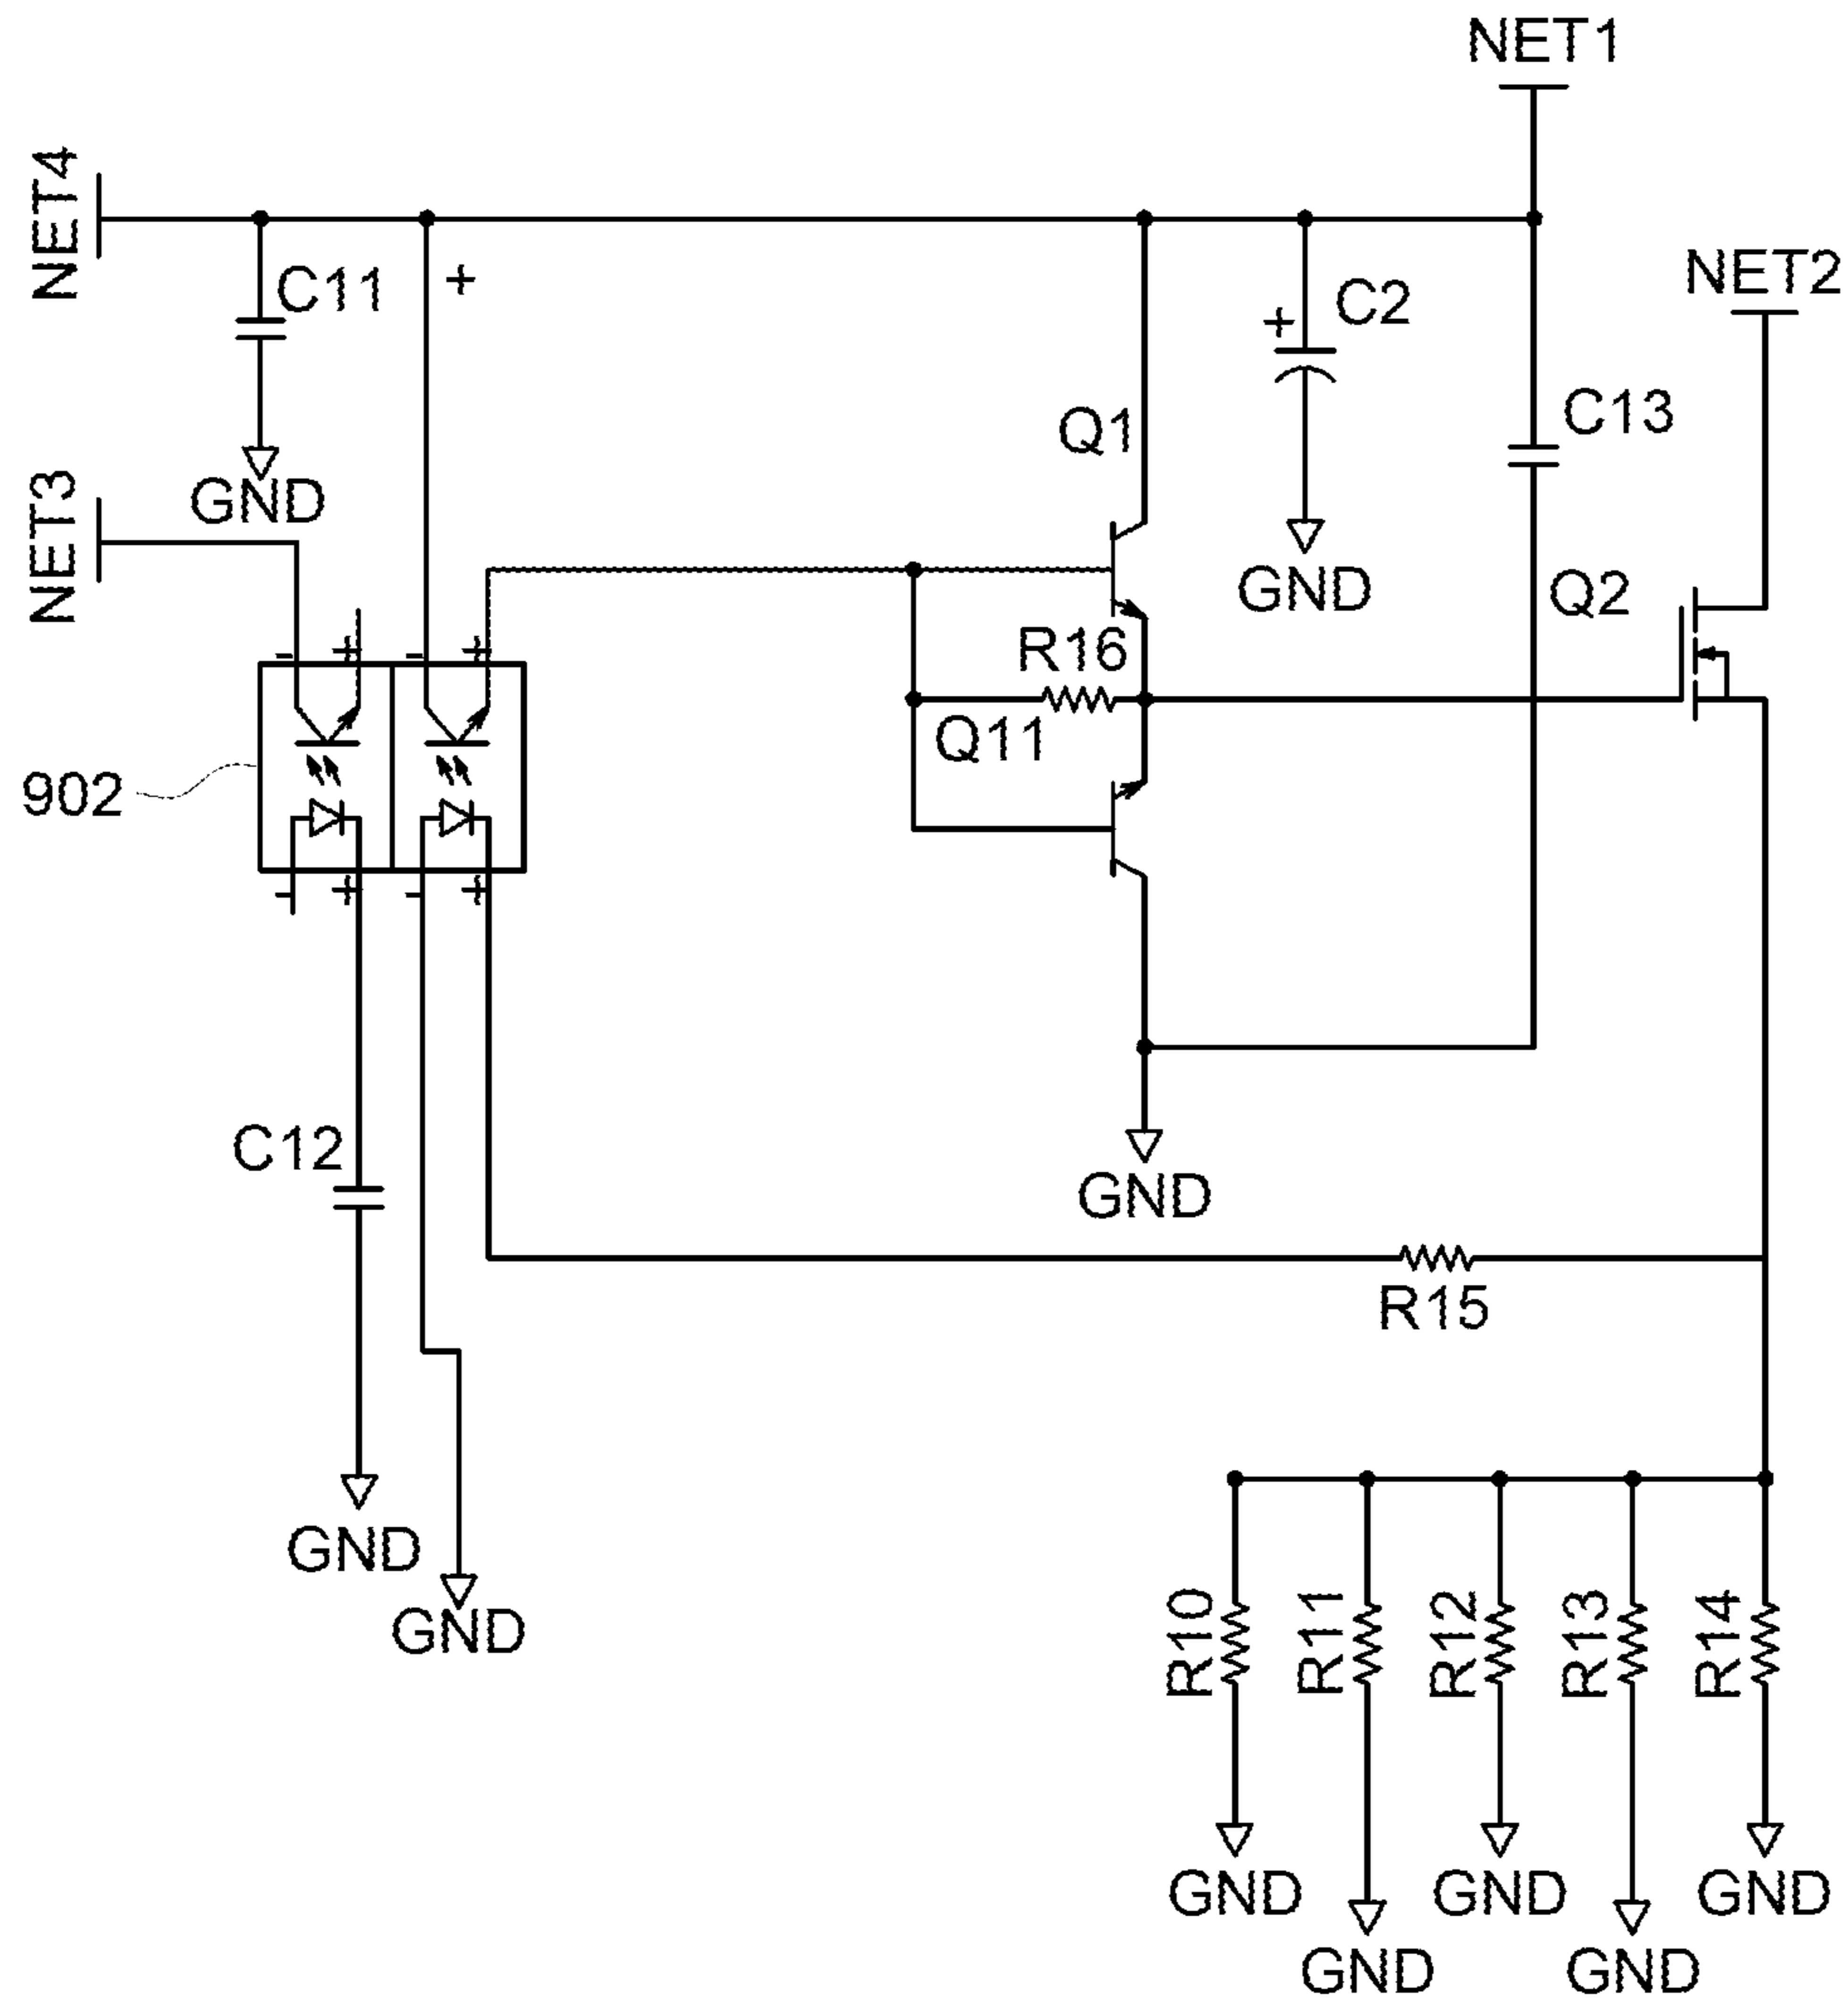 NET1
NET4
NET2
C11
+
C2
+
Q1
C13
NET3
GND
GND
Q2
R16
- + - +
Q11
902
- + - +
C12
GND
R15
GND
GND
R10
R11
R12
R13
R14
GND
GND
GND
GND
GND